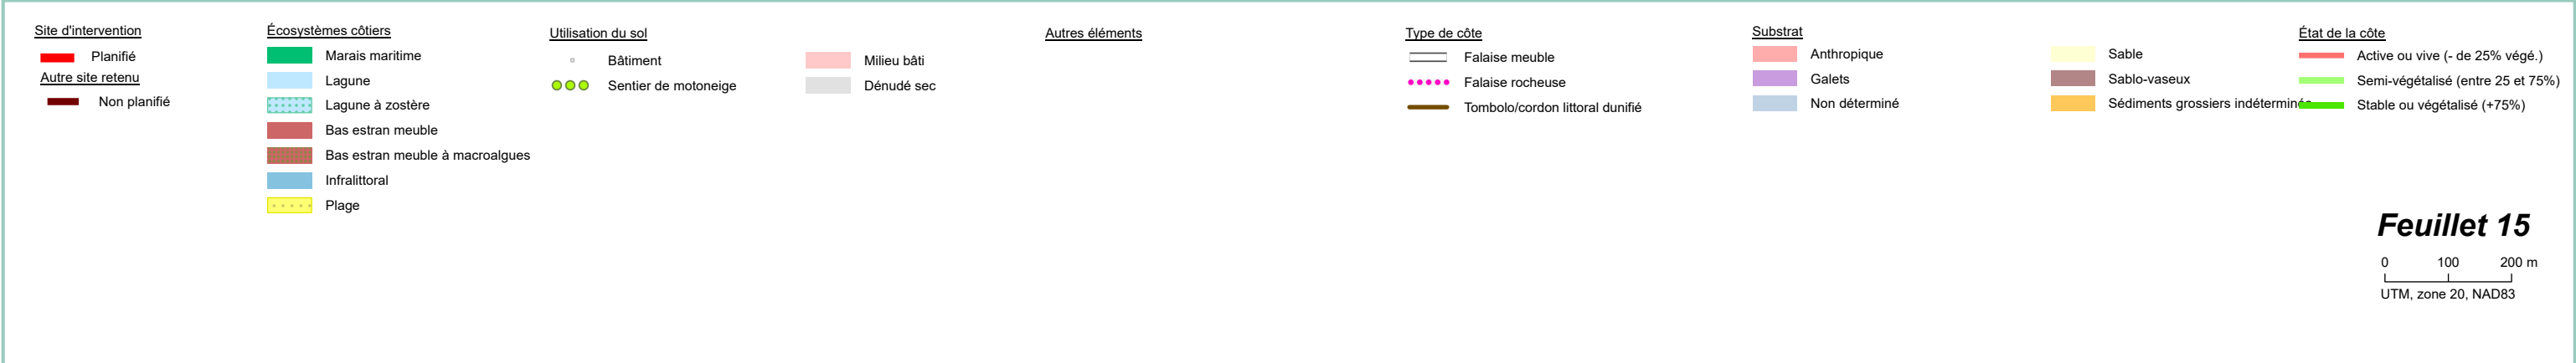 Site d'intervention
Planifié
Autre site retenu
Non planifié
Écosystèmes côtiers
Marais maritime
Lagune
Lagune à zostère
Bas estran meuble
Bas estran meuble à macroalgues
Infralittoral
Plage
Utilisation du sol
Bâtiment
Sentier de motoneige
Milieu bâti
Dénudé sec
Autres éléments
Type de côte
Falaise meuble
Falaise rocheuse
Tombolo/cordon littoral dunifié
Substrat
Anthropique
Galets
Non déterminé
Sable
Sablo-vaseux
Sédiments grossiers indéterminés
État de la côte
Active ou vive (- de 25% végé.)
Semi-végétalisé (entre 25 et 75%)
Stable ou végétalisé (+75%)
Feuillet 15
0 100 200 m
UTM, zone 20, NAD83